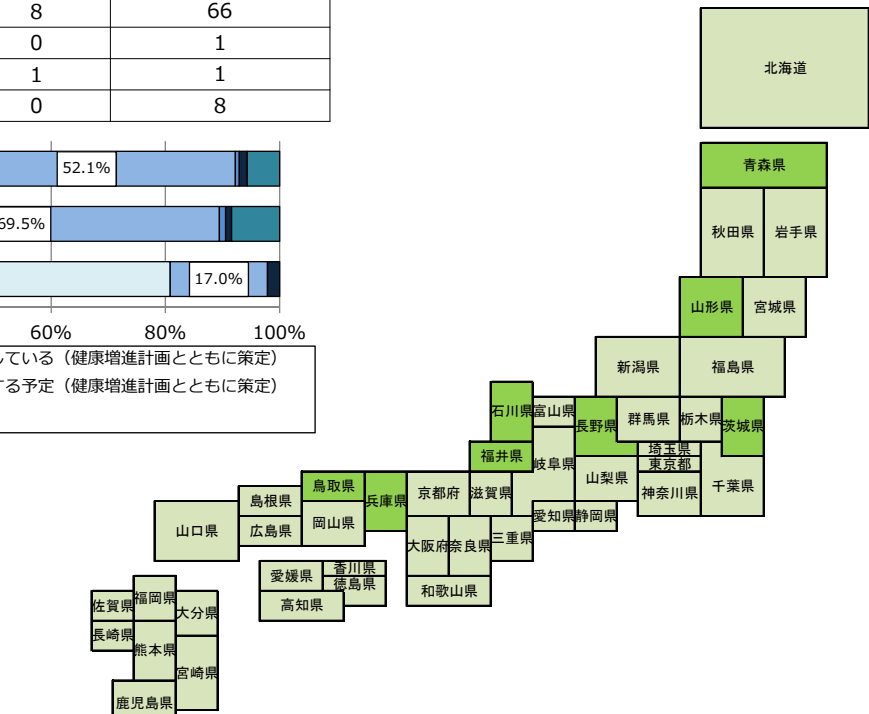 8 66
0 1
1 1
0 8
52.1%
69.5%
17.0%
60% 80% 100%
している（健康増進計画とともに策定）
する予定（健康増進計画とともに策定）
北海道
青森県
秋田県 岩手県
山形県 宮城県
新潟県 福島県
石川県 富山県 長野県 群馬県 栃木県 茨城県
福井県 岐阜県 埼玉県
東京都
山梨県 神奈川県 千葉県
鳥取県 兵庫県 京都府 滋賀県
島根県
山口県 広島県 岡山県
愛知県 静岡県
大阪府 奈良県 三重県
和歌山県
愛媛県 香川県
徳島県
高知県
佐賀県 福岡県 大分県
長崎県 熊本県 宮崎県
鹿児島県